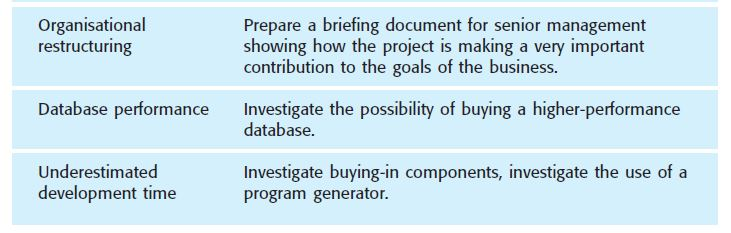 Organisational restructuring
Prepare a briefing document for senior management
showing how the project is making a very important
contribution to the goals of the business.
Database performance
Investigate the possibility of buying a higher-performance
database.
Underestimated
development time
Investigate buying-in components, investigate the use of a
program generator.